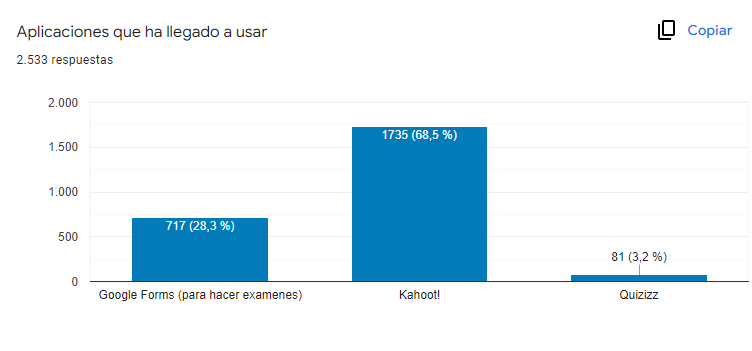 Aplicaciones que ha llegado a usar
Copiar
2.533 respuestas
2.000
1.500
1.000
500
0
717 (28,3 %)
1735 (68,5 %)
81 (3,2 %)
Google Forms (para hacer examenes)
Kahoot!
Quizizz